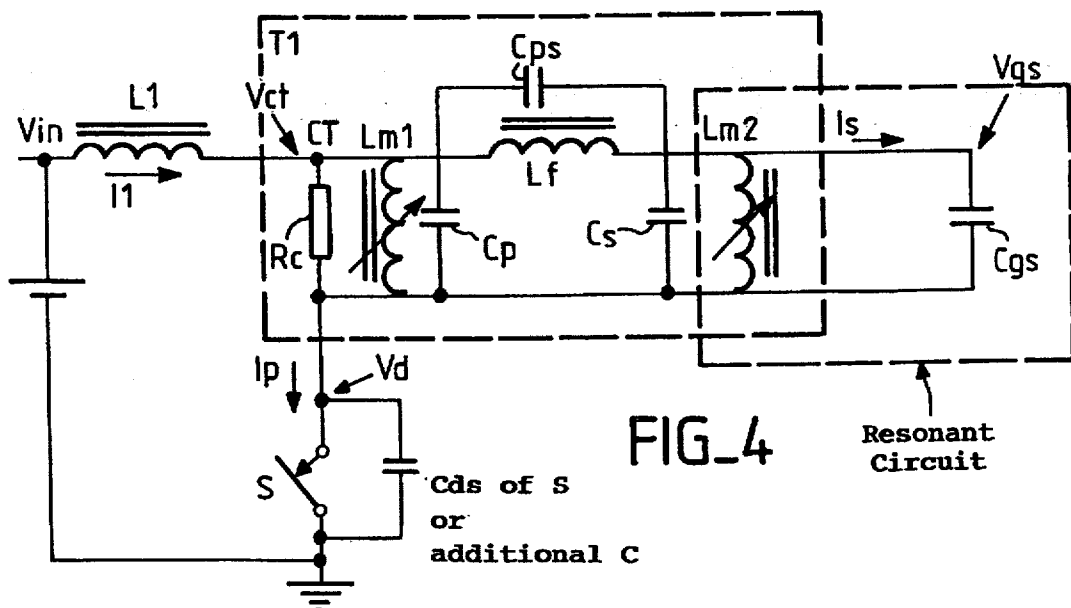 T1
Cps
Vgs
L1
Vct
Vin
CT
Lm1
Lm2
Is
Lf
I1
Rc
Cp
Cs
Cgs
Ip
Vd
FIG_4
Resonant
Circuit
S
Cds of S
or
additional C